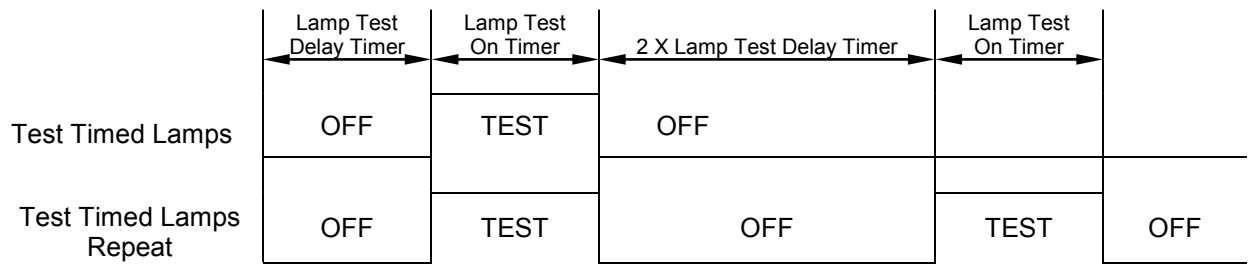 Lamp Test
Delay Timer
Lamp Test
On Timer
2 X Lamp Test Delay Timer
Lamp Test
On Timer
Test Timed Lamps
OFF
TEST
OFF
Test Timed Lamps
Repeat
OFF
TEST
OFF
TEST
OFF